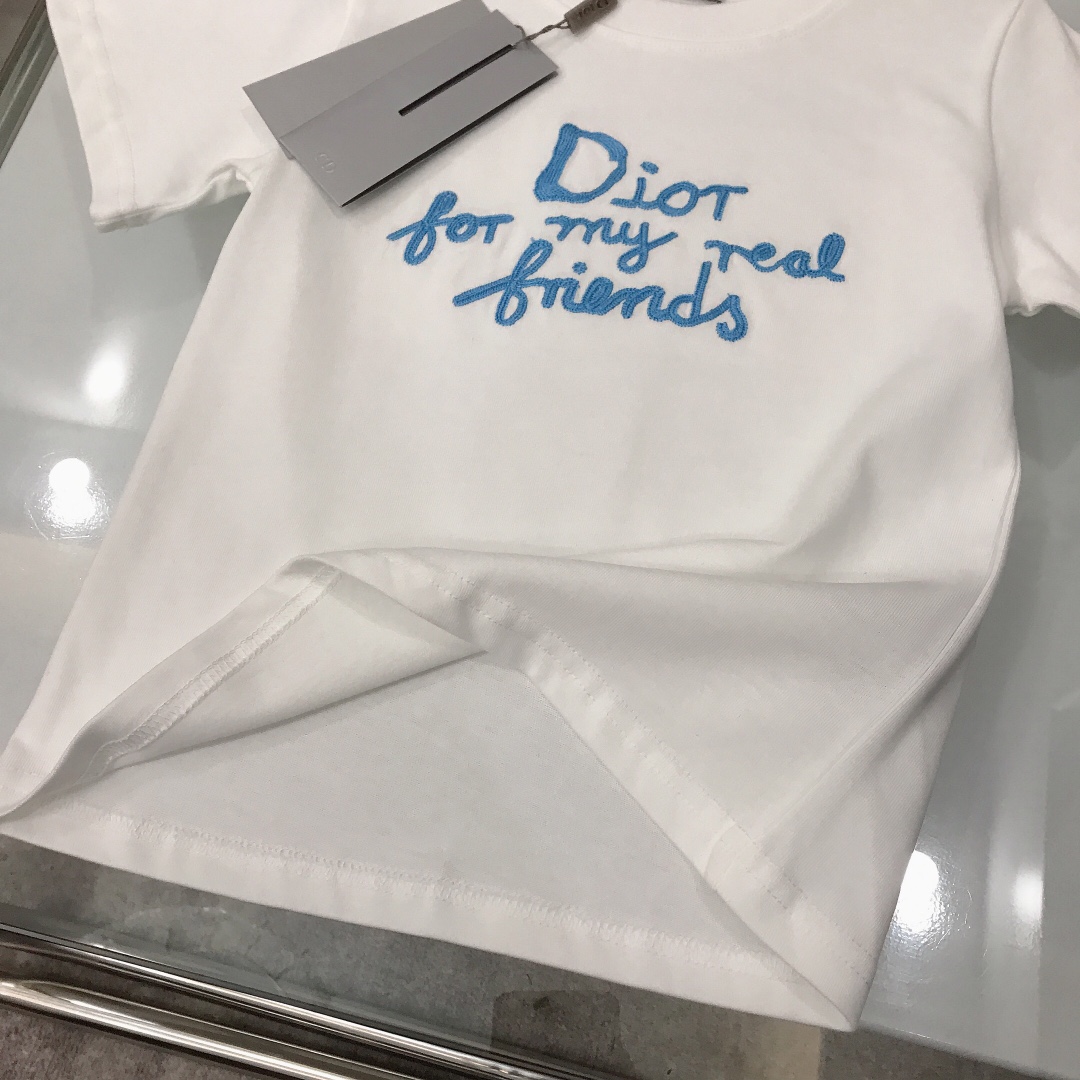 Dior
for my real
friends